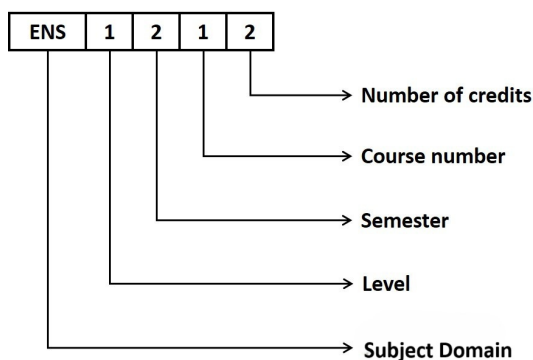 ENS 1 2 1 2
Number of credits
Course number
Semester
Level
Subject Domain